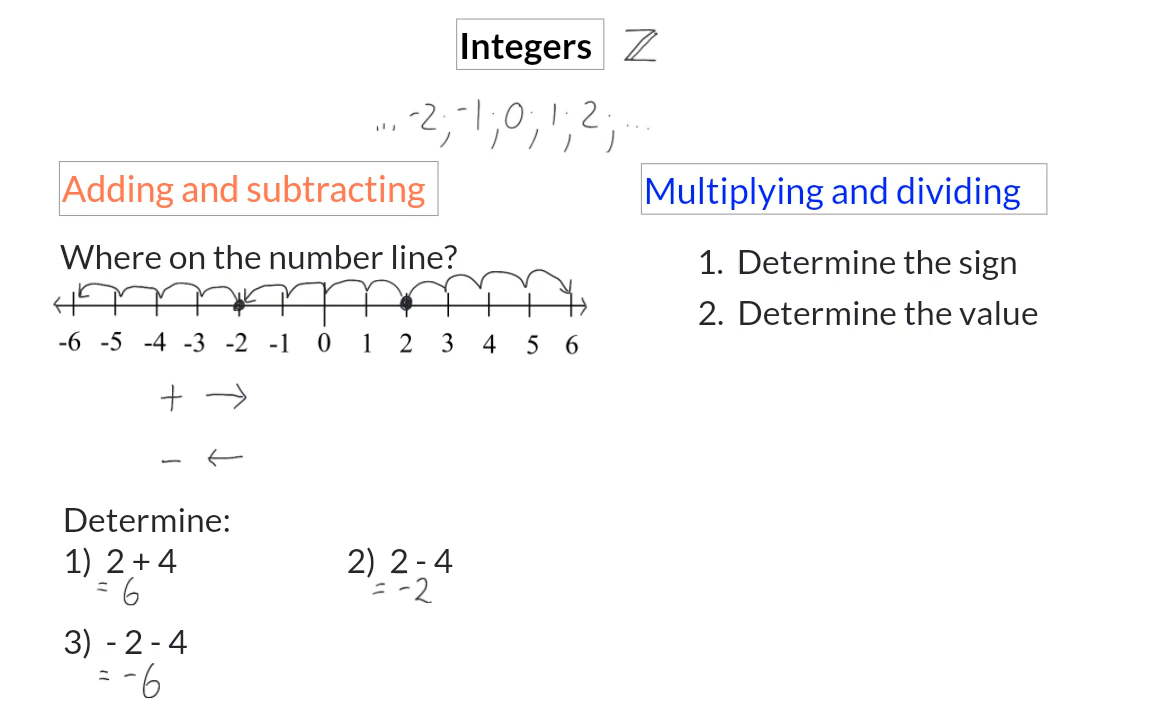 Integers ℤ
... -2; -1; 0; 1; 2; ...
Adding and subtracting
Where on the number line?
-6 -5 -4 -3 -2 -1 0 1 2 3 4 5 6
+ →
- ←
Determine:
1) 2 + 4
= 6
2) 2 - 4
= -2
3) - 2 - 4
= -6
Multiplying and dividing
1. Determine the sign
2. Determine the value